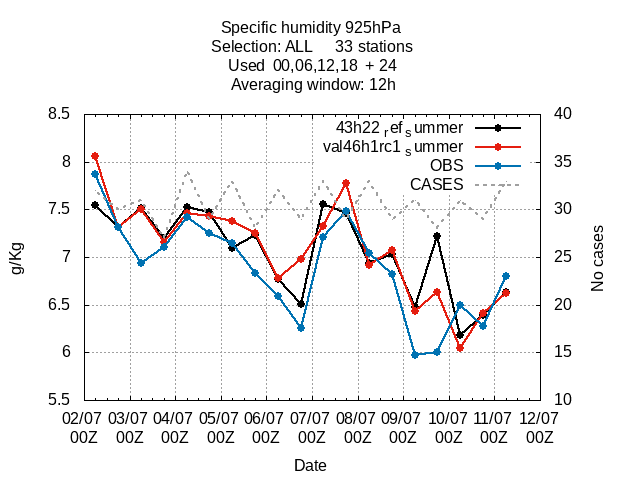 Specific humidity 925hPa
Selection: ALL     33 stations
Used  00,06,12,18  + 24
Averaging window: 12h
43h22 ref summer
val46h1rc1 summer
OBS
CASES
8.5
8
7.5
7
6.5
6
5.5
g/Kg
40
35
30
25
20
15
10
No cases
02/07 03/07 04/07 05/07 06/07 07/07 08/07 09/07 10/07 11/07 12/07
00Z 00Z 00Z 00Z 00Z 00Z 00Z 00Z 00Z 00Z 00Z
Date